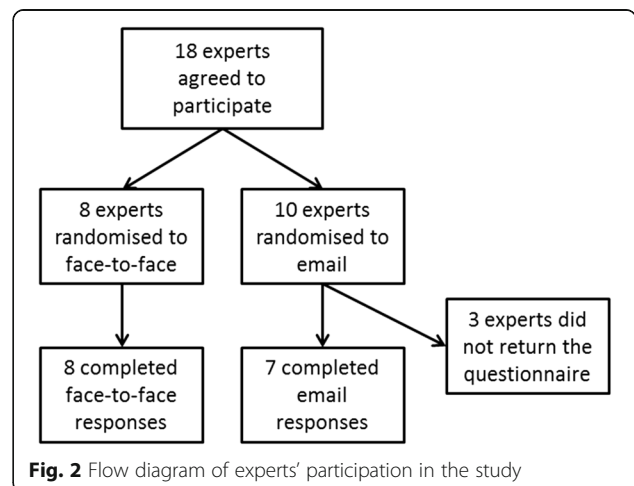 18 experts
agreed to
participate
8 experts
randomised to
face-to-face
10 experts
randomised to
email
3 experts did
not return the
questionnaire
8 completed
face-to-face
responses
7 completed
email
responses
Fig. 2 Flow diagram of experts’ participation in the study